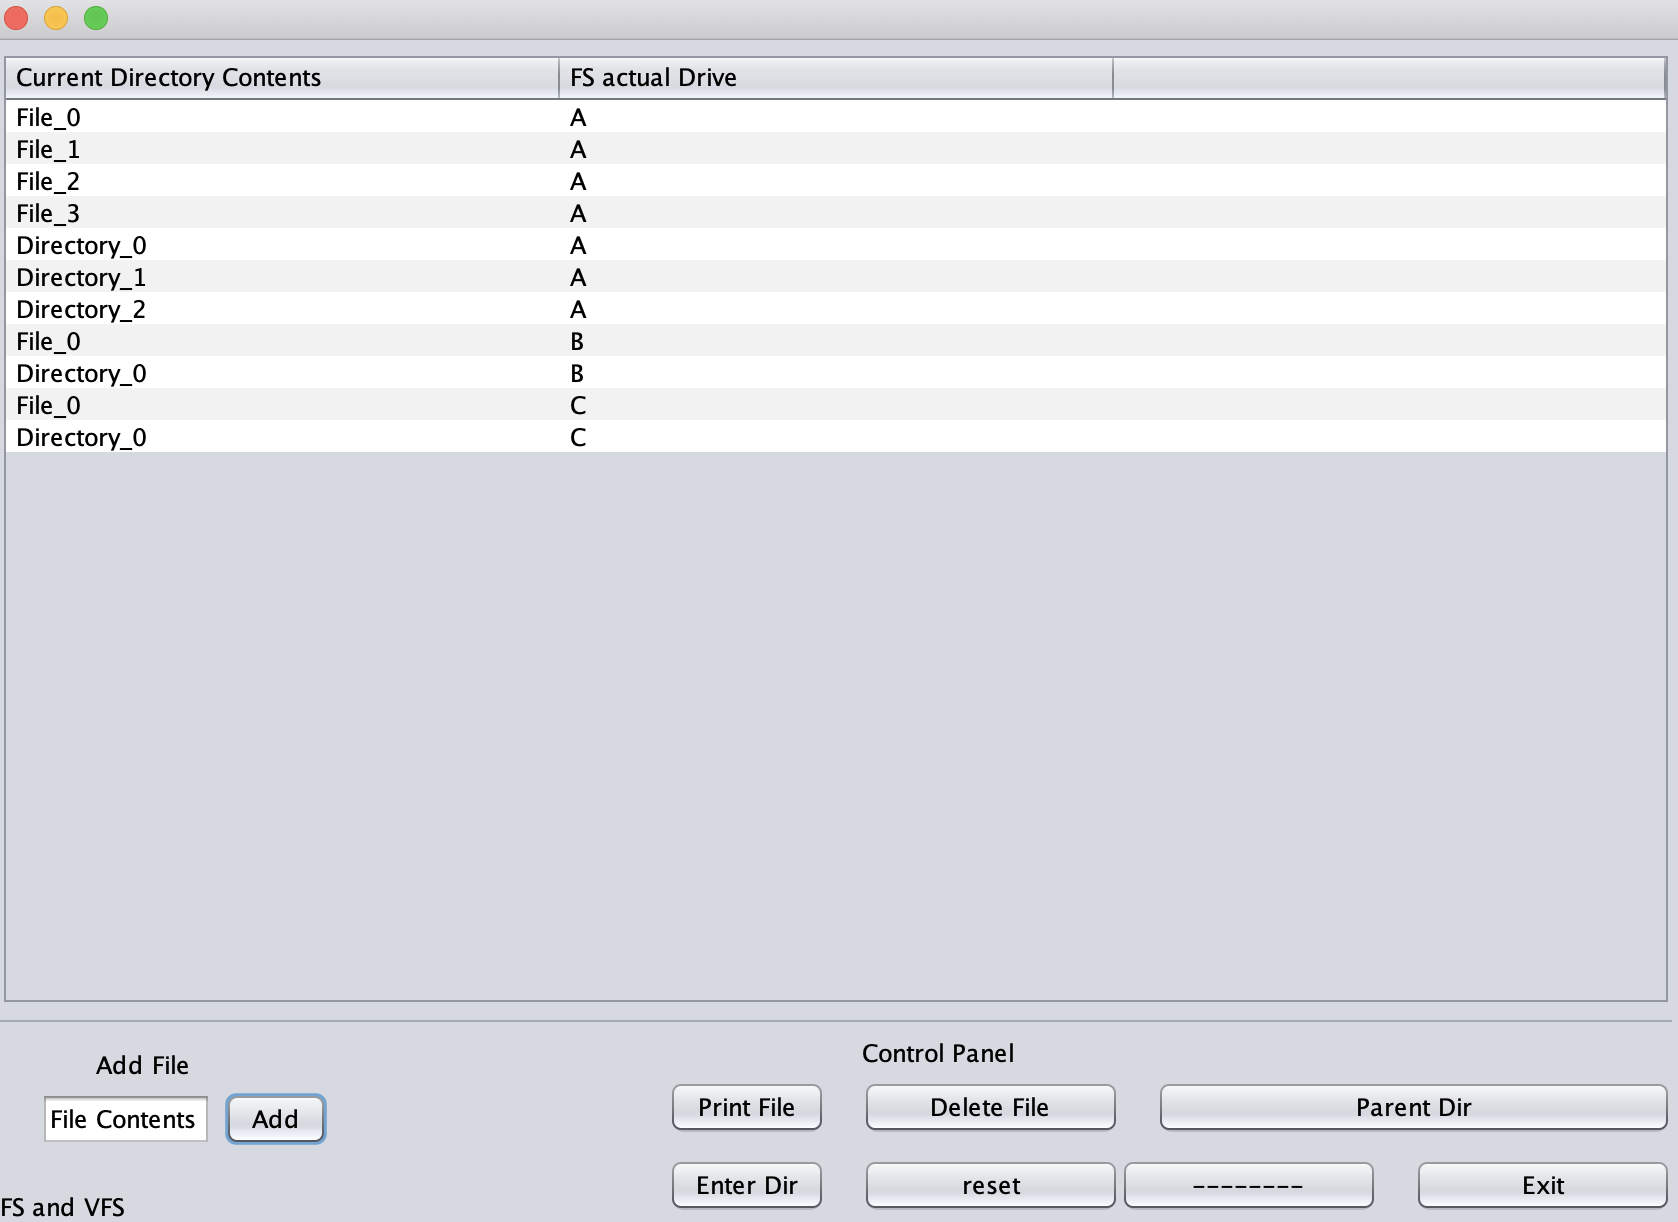 Current Directory Contents FS actual Drive
File_0 A
File_1 A
File_2 A
File_3 A
Directory_0 A
Directory_1 A
Directory_2 A
File_0 B
Directory_0 B
File_0 C
Directory_0 C
Add File
File Contents Add
FS and VFS
Control Panel
Print File Delete File Parent Dir
Enter Dir reset -------- Exit